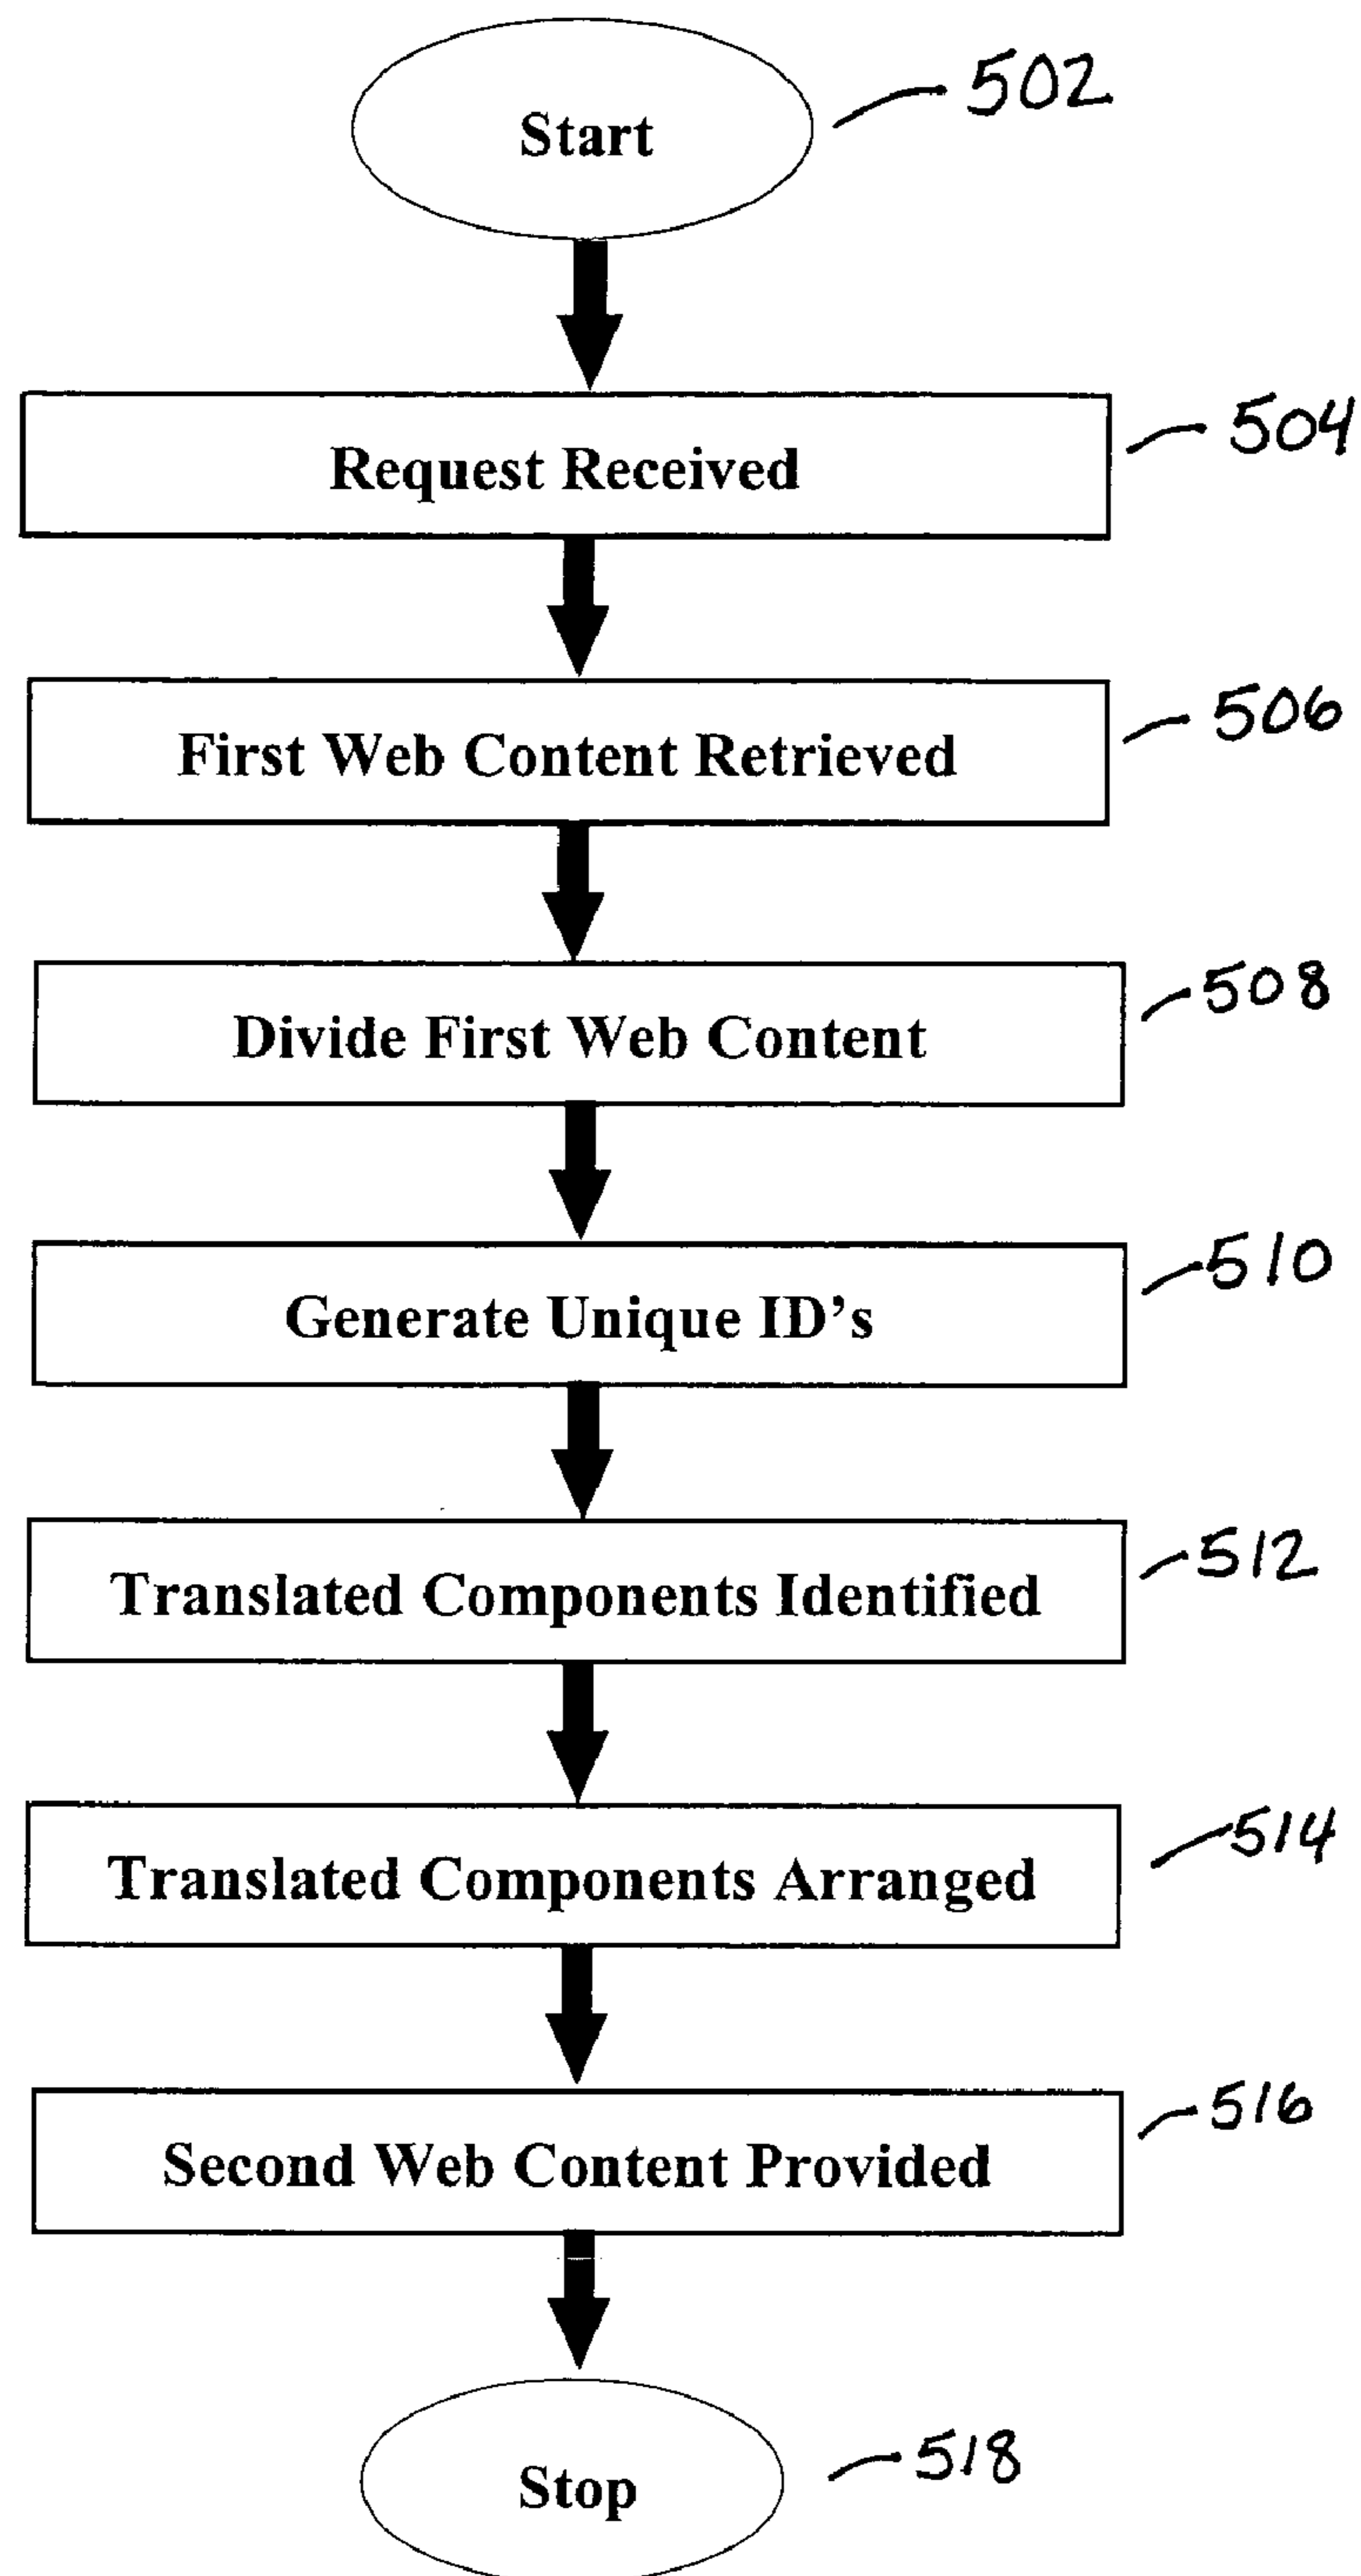 Start
502
Request Received
504
First Web Content Retrieved
506
Divide First Web Content
508
Generate Unique ID’s
510
Translated Components Identified
512
Translated Components Arranged
514
Second Web Content Provided
516
Stop
518